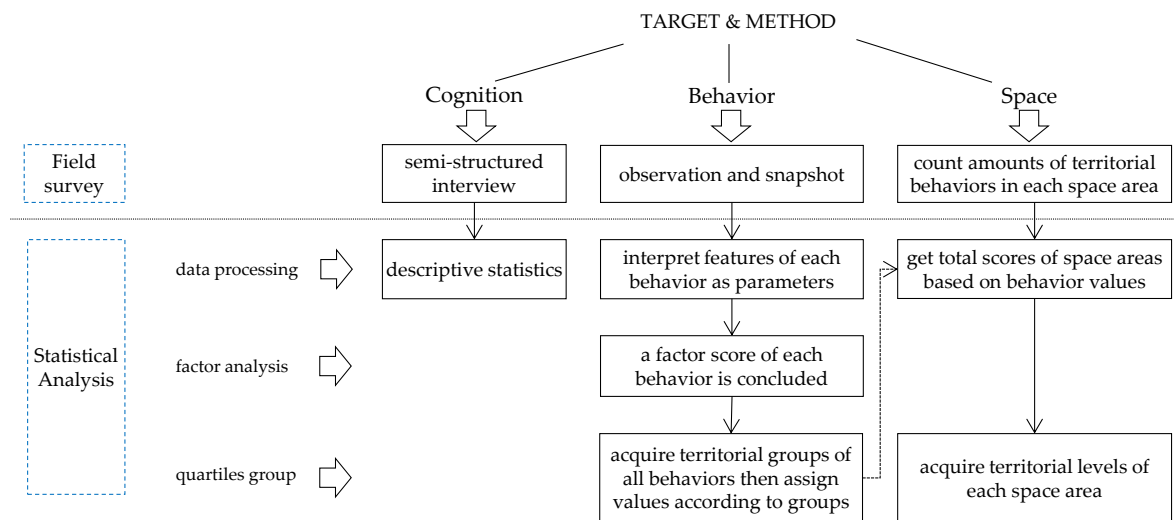 TARGET & METHOD
Cognition
Behavior
Space
Field
survey
semi-structured
interview
observation and snapshot
count amounts of territorial
behaviors in each space area
Statistical
Analysis
data processing
descriptive statistics
interpret features of each
behavior as parameters
get total scores of space areas
based on behavior values
factor analysis
a factor score of each
behavior is concluded
quartiles group
acquire territorial groups of
all behaviors then assign
values according to groups
acquire territorial levels of
each space area